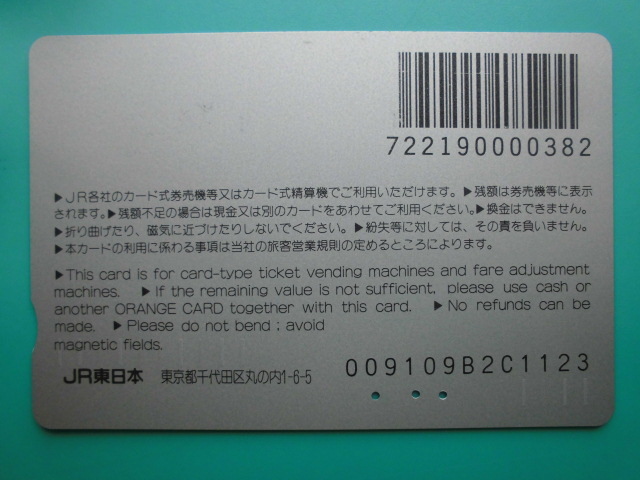 722190000382
▶JR各社のカード式券売機等又はカード式精算機でご利用いただけます。▶残額は券売機等に表示
されます。▶残額不足の場合は現金又は別のカードをあわせてご利用ください。▶換金はできません。
▶折り曲げたり、磁気に近づけたりしないでください。▶紛失等に対しては、その責を負いません。
▶本カードの利用に係わる事項は当社の旅客営業規則の定めるところによります。
▶This card is for card-type ticket vending machines and fare adjustment
machines. ▶If the remaining value is not sufficient, please use cash or
another ORANGE CARD together with this card. ▶No refunds can be
made. ▶Please do not bend; avoid
magnetic fields.
009109B2C1123
JR東日本 東京都千代田区丸の内1-6-5